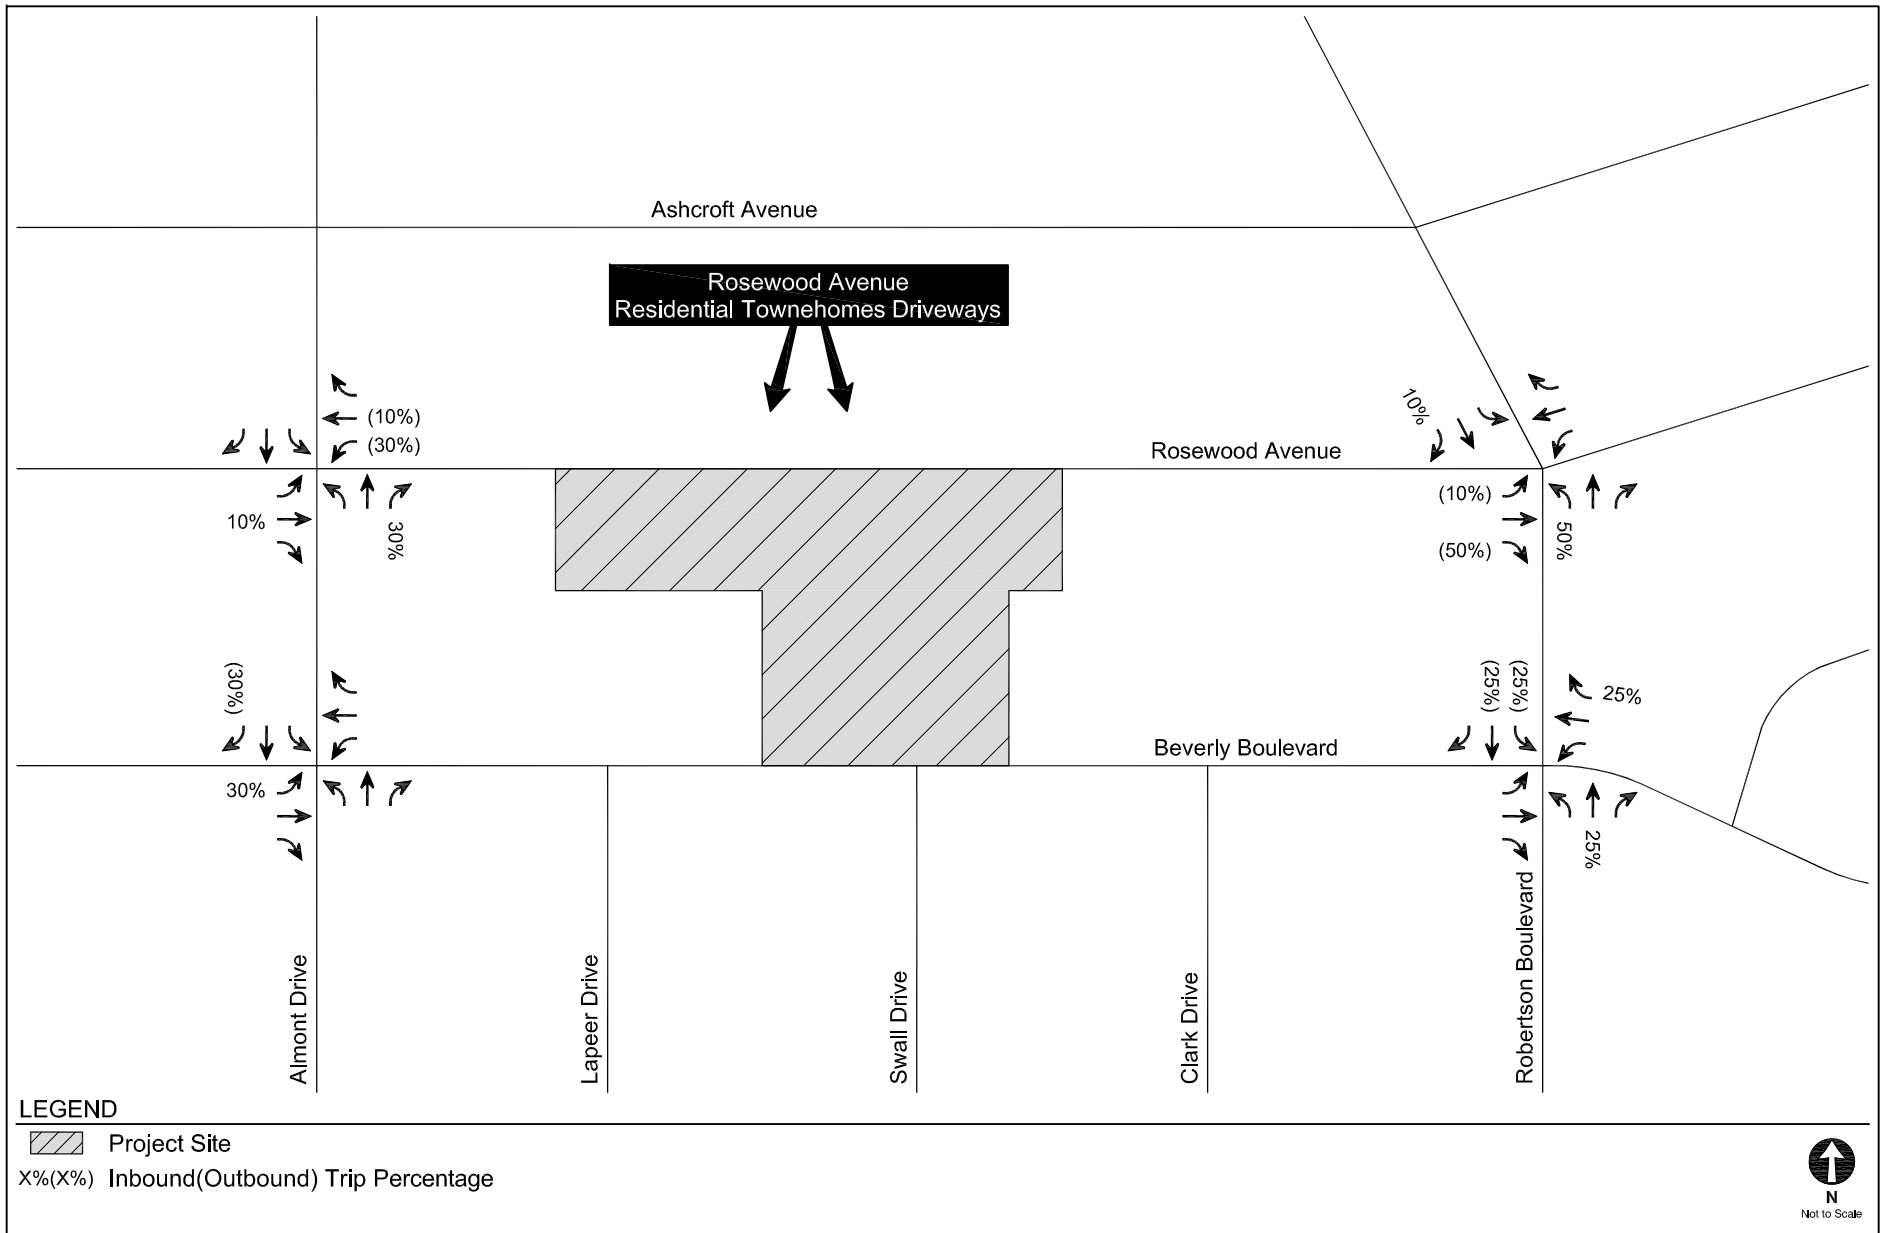 Ashcroft Avenue
Rosewood Avenue
Residential Townehomes Driveways
(10%)
(30%)
10%
Rosewood Avenue
10%
30%
(10%)
(50%)
50%
(30%)
30%
(25%)
(25%)
25%
Beverly Boulevard
25%
Almont Drive
Lapeer Drive
Swall Drive
Clark Drive
Robertson Boulevard
LEGEND
Project Site
X%(X%) Inbound(Outbound) Trip Percentage
N
Not to Scale